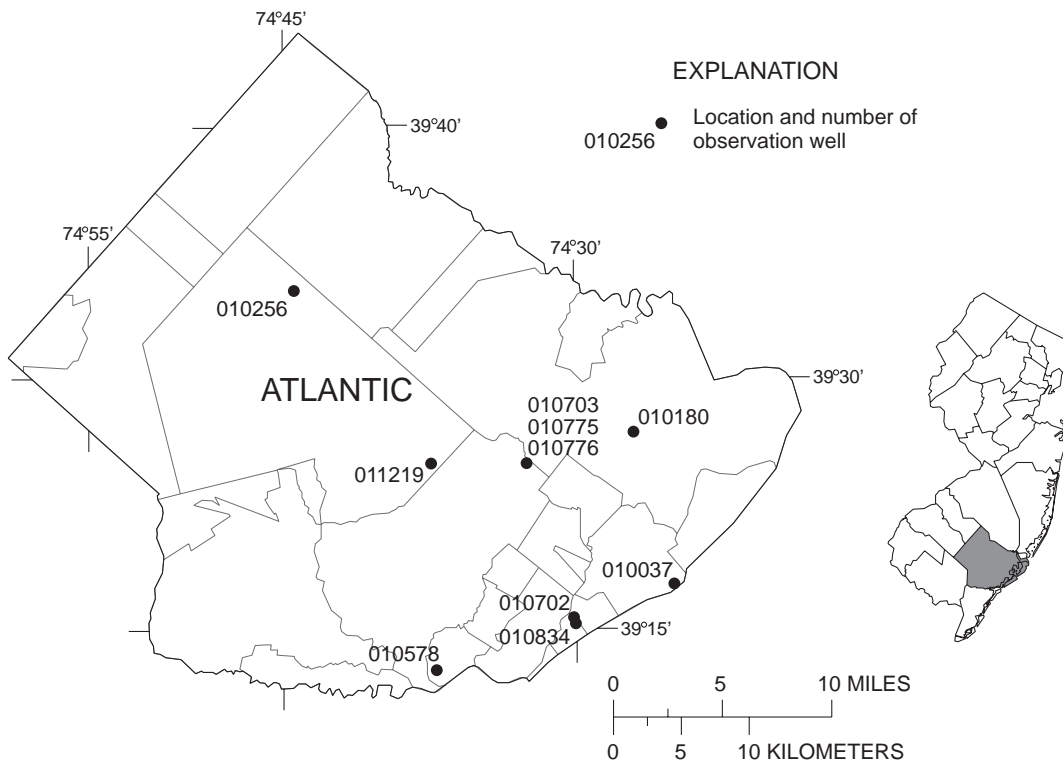 74°45'
EXPLANATION
39°40'
010256
Location and number of
observation well
74°55'
74°30'
010256
39°30'
ATLANTIC
010703
010775
010776
010180
011219
010037
010702
010834
39°15'
010578
0 5 10 MILES
0 5 10 KILOMETERS